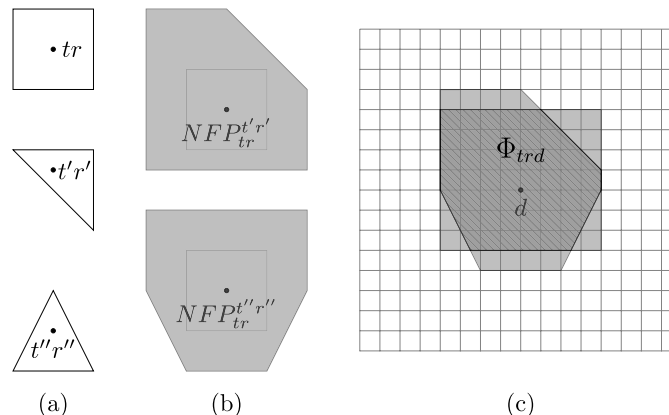 tr
t'r'
t''r''
(a)
NFP_{tr}^{t'r'}
NFP_{tr}^{t''r''}
(b)
Φ_{trd}
d
(c)